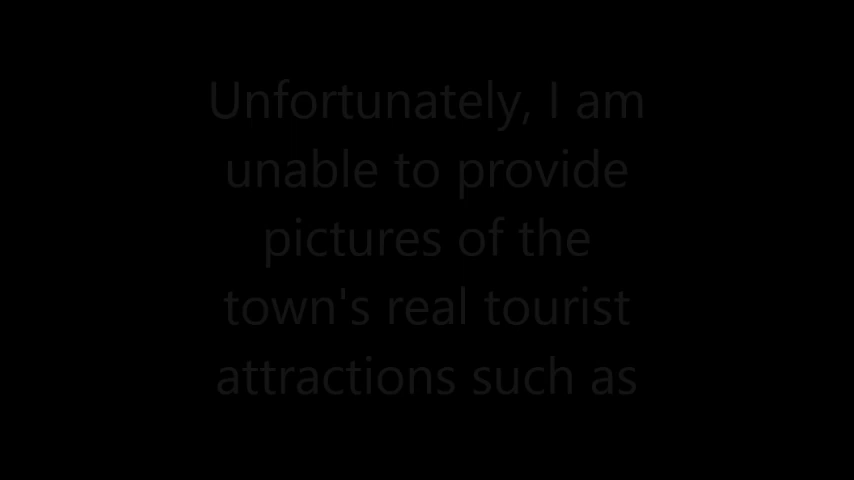 Unfortunately, I am
unable to provide
pictures of the
town's real tourist
attractions such as